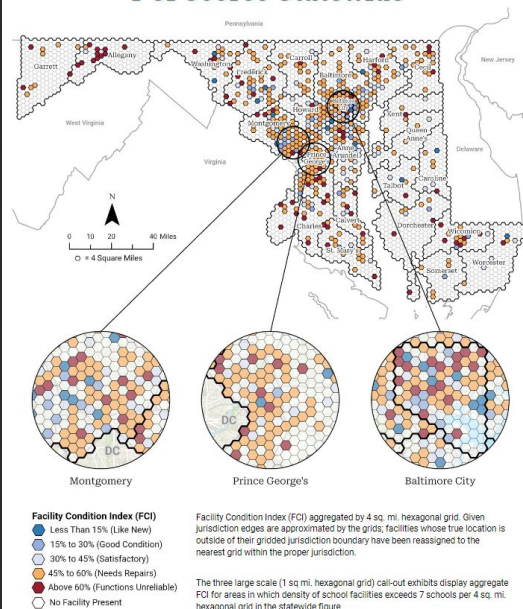 Pennsylvania
New Jersey
Garrett
Allegany
Washington
Frederick
Carroll
Baltimore
Harford
Cecil
Howard
Kent
Montgomery
Queen
Anne's
West Virginia
Virginia
Prince
George's
Anne
Arundel
Delaware
Talbot
Caroline
N
Charles
Calvert
Dorchester
Wicomico
St. Mary's
Somerset
Worcester
0 10 20 40 Miles
= 4 Square Miles
DC
DC
Montgomery
Prince George's
Baltimore City
Facility Condition Index (FCI)
Less Than 15% (Like New)
15% to 30% (Good Condition)
30% to 45% (Satisfactory)
45% to 60% (Needs Repairs)
Above 60% (Functions Unreliable)
No Facility Present
Facility Condition Index (FCI) aggregated by 4 sq. mi. hexagonal grid. Given
jurisdiction edges are approximated by the grids; facilities whose true location is
outside of their gridded jurisdiction boundary have been reassigned to the
nearest grid within the proper jurisdiction.
The three large scale (1 sq mi. hexagonal grid) call-out exhibits display aggregate
FCI for areas in which density of school facilities exceeds 7 schools per 4 sq. mi.
hexagonal grid in the statewide figure